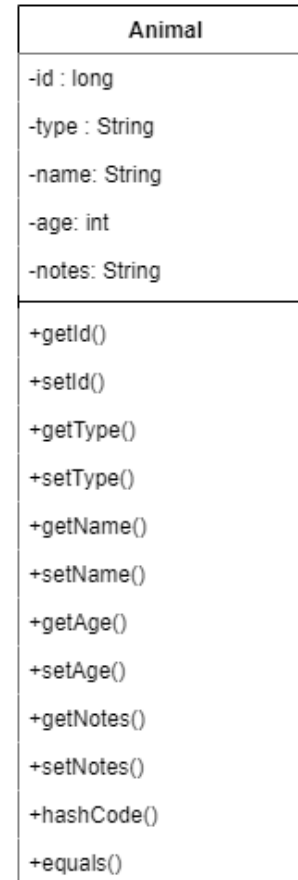 Animal
-id : long
-type : String
-name: String
-age: int
-notes: String
+getId()
+setId()
+getType()
+setType()
+getName()
+setName()
+getAge()
+setAge()
+getNotes()
+setNotes()
+hashCode()
+equals()